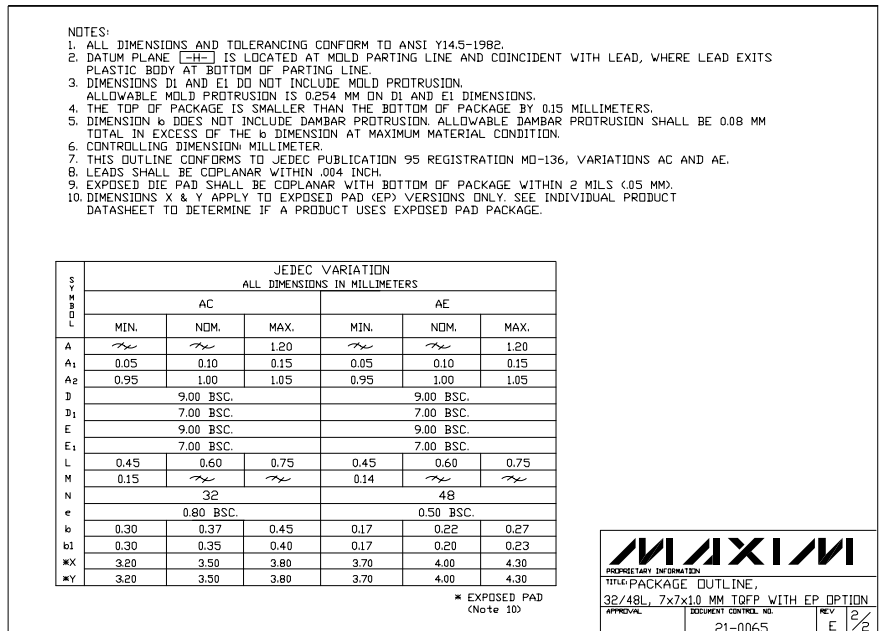 NOTES:
1. ALL DIMENSIONS AND TOLERANCING CONFORM TO ANSI Y14.5-1982.
2. DATUM PLANE -H- IS LOCATED AT MOLD PARTING LINE AND COINCIDENT WITH LEAD, WHERE LEAD EXITS
PLASTIC BODY AT BOTTOM OF PARTING LINE.
3. DIMENSIONS D1 AND E1 DO NOT INCLUDE MOLD PROTRUSION.
ALLOWABLE MOLD PROTRUSION IS 0.254 MM ON D1 AND E1 DIMENSIONS.
4. THE TOP OF PACKAGE IS SMALLER THAN THE BOTTOM OF PACKAGE BY 0.15 MILLIMETERS.
5. DIMENSION b DOES NOT INCLUDE DAMBAR PROTRUSION. ALLOWABLE DAMBAR PROTRUSION SHALL BE 0.08 MM
TOTAL IN EXCESS OF THE b DIMENSION AT MAXIMUM MATERIAL CONDITION.
6. CONTROLLING DIMENSION: MILLIMETER.
7. THIS OUTLINE CONFORMS TO JEDEC PUBLICATION 95 REGISTRATION MO-136, VARIATIONS AC AND AE.
8. LEADS SHALL BE COPLANAR WITHIN .004 INCH.
9. EXPOSED DIE PAD SHALL BE COPLANAR WITH BOTTOM OF PACKAGE WITHIN 2 MILS (.05 MM).
10. DIMENSIONS X & Y APPLY TO EXPOSED PAD (EP) VERSIONS ONLY. SEE INDIVIDUAL PRODUCT
DATASHEET TO DETERMINE IF A PRODUCT USES EXPOSED PAD PACKAGE.
SYMBOL
JEDEC VARIATION
ALL DIMENSIONS IN MILLIMETERS
AC AE
MIN. NOM. MAX. MIN. NOM. MAX.
A 1.20 1.20
A1 0.05 0.10 0.15 0.05 0.10 0.15
A2 0.95 1.00 1.05 0.95 1.00 1.05
D 9.00 BSC. 9.00 BSC.
D1 7.00 BSC. 7.00 BSC.
E 9.00 BSC. 9.00 BSC.
E1 7.00 BSC. 7.00 BSC.
L 0.45 0.60 0.75 0.45 0.60 0.75
M 0.15 0.14
N 32 48
e 0.80 BSC. 0.50 BSC.
b 0.30 0.37 0.45 0.17 0.22 0.27
b1 0.30 0.35 0.40 0.17 0.20 0.23
*X 3.20 3.50 3.80 3.70 4.00 4.30
*Y 3.20 3.50 3.80 3.70 4.00 4.30
* EXPOSED PAD
(Note 10)
MAXIM
PROPRIETARY INFORMATION
TITLE: PACKAGE OUTLINE,
32/48L, 7x7x1.0 MM TQFP WITH EP OPTION
APPROVAL DOCUMENT CONTROL NO. REV
21-0065 E 2/2